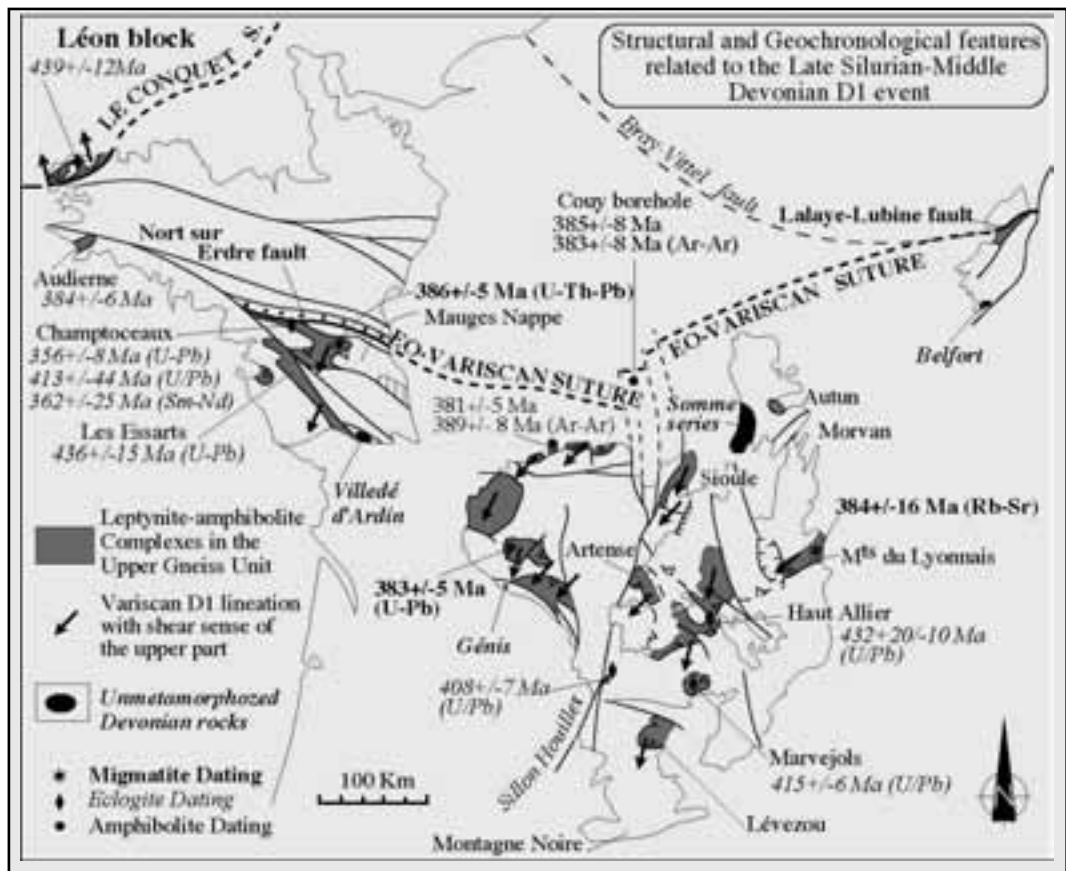 Léon block
439+/-12Ma
LE CONQUET S.
Structural and Geochronological features
related to the Late Silurian-Middle
Devonian D1 event
Bray-Vittel fault
Couy borehole
385+/-8 Ma
383+/-8 Ma (Ar-Ar)
Lalaye-Lubine fault
Nort sur
Erdre fault
Audierne
384+/-6 Ma
386+/-5 Ma (U-Th-Pb)
Mauges Nappe
EO-VARISCAN SUTURE
EO-VARISCAN SUTURE
Belfort
Champtoceaux
356+/-8 Ma (U-Pb)
413+/-44 Ma (U/Pb)
362+/-25 Ma (Sm-Nd)
Les Essarts
436+/-15 Ma (U-Pb)
381+/-5 Ma
389+/- 8 Ma (Ar-Ar)
Somme
series
Autun
Morvan
Villedé
d'Ardin
Sioule
384+/-16 Ma (Rb-Sr)
Leptynite-amphibolite
Complexes in the
Upper Gneiss Unit
Artense
Mts du Lyonnais
383+/-5 Ma
(U-Pb)
Variscan D1 lineation
with shear sense of
the upper part
Génis
Haut Allier
432+20/-10 Ma
(U/Pb)
408+/-7 Ma
(U/Pb)
Unmetamorphozed
Devonian rocks
Sillon Houiller
Marvejols
415+/-6 Ma (U/Pb)
Migmatite Dating
Eclogite Dating
Amphibolite Dating
100 Km
Lévezou
Montagne Noire